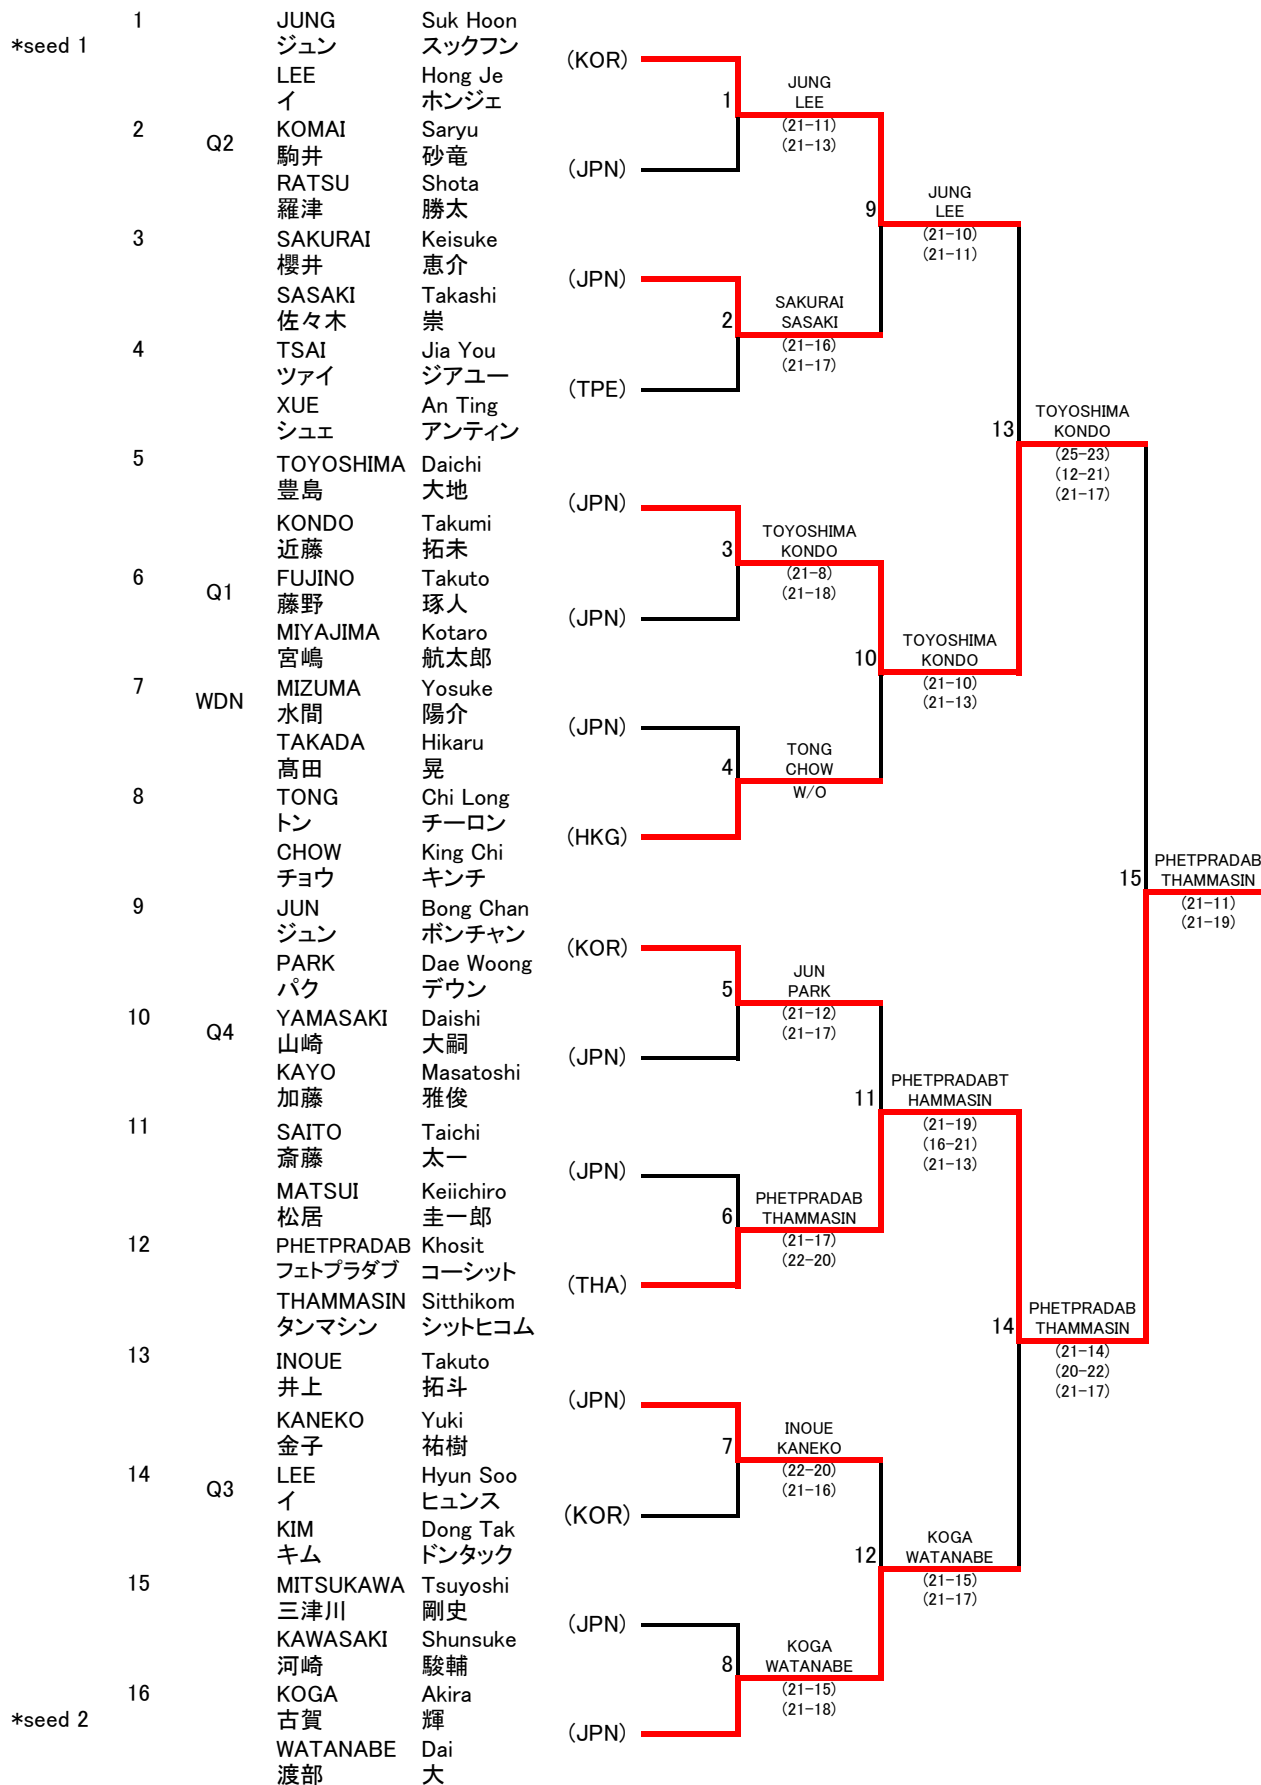 1 JUNG Suk Hoon
*seed 1 ジュン スックフン
(KOR)
LEE Hong Je
イ ホンジェ
2 KOMAI Saryu
Q2 駒井 砂竜
(JPN)
RATSU Shota
羅津 勝太
3 SAKURAI Keisuke
櫻井 恵介
(JPN)
SASAKI Takashi
佐々木 崇
4 TSAI Jia You
ツァイ ジアユー
(TPE)
XUE An Ting
シュェ アンティン
5 TOYOSHIMA Daichi
豊島 大地
(JPN)
KONDO Takumi
近藤 拓未
6 FUJINO Takuto
Q1 藤野 琢人
(JPN)
MIYAJIMA Kotaro
宮嶋 航太郎
7 MIZUMA Yosuke
WDN 水間 陽介
(JPN)
TAKADA Hikaru
髙田 晃
8 TONG Chi Long
トン チーロン
(HKG)
CHOW King Chi
チョウ キンチ
9 JUN Bong Chan
ジュン ボンチャン
(KOR)
PARK Dae Woong
パク デウン
10 YAMASAKI Daishi
Q4 山崎 大嗣
(JPN)
KAYO Masatoshi
加藤 雅俊
11 SAITO Taichi
斎藤 太一
(JPN)
MATSUI Keiichiro
松居 圭一郎
12 PHETPRADAB Khosit
フェトプラダブ コーシット
(THA)
THAMMASIN Sitthikom
タンマシン シットヒコム
13 INOUE Takuto
井上 拓斗
(JPN)
KANEKO Yuki
金子 祐樹
14 LEE Hyun Soo
Q3 イ ヒュンス
(KOR)
KIM Dong Tak
キム ドンタック
15 MITSUKAWA Tsuyoshi
三津川 剛史
(JPN)
KAWASAKI Shunsuke
河崎 駿輔
16 KOGA Akira
*seed 2 古賀 輝
(JPN)
WATANABE Dai
渡部 大
JUNG
1 LEE
(21-11)
(21-13)
SAKURAI
2 SASAKI
(21-16)
(21-17)
TOYOSHIMA
3 KONDO
(21-8)
(21-18)
TONG
4 CHOW
W/O
JUN
5 PARK
(21-12)
(21-17)
PHETPRADAB
6 THAMMASIN
(21-17)
(22-20)
INOUE
7 KANEKO
(22-20)
(21-16)
KOGA
8 WATANABE
(21-15)
(21-18)
JUNG
9 LEE
(21-10)
(21-11)
TOYOSHIMA
10 KONDO
(21-10)
(21-13)
PHETPRADABT
11 HAMMASIN
(21-19)
(16-21)
(21-13)
KOGA
12 WATANABE
(21-15)
(21-17)
TOYOSHIMA
13 KONDO
(25-23)
(12-21)
(21-17)
PHETPRADAB
14 THAMMASIN
(21-14)
(20-22)
(21-17)
PHETPRADAB
15 THAMMASIN
(21-11)
(21-19)